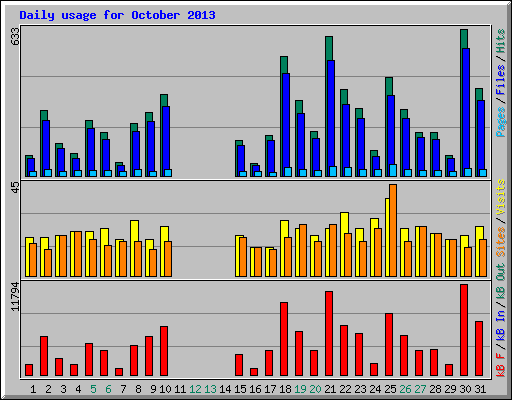 Daily usage for October 2013
633
Pages / Files / Hits
45
Sites / Visits
11794
kB F / kB In / kB Out
1 2 3 4 5 6 7 8 9 10 11 12 13 14 15 16 17 18 19 20 21 22 23 24 25 26 27 28 29 30 31